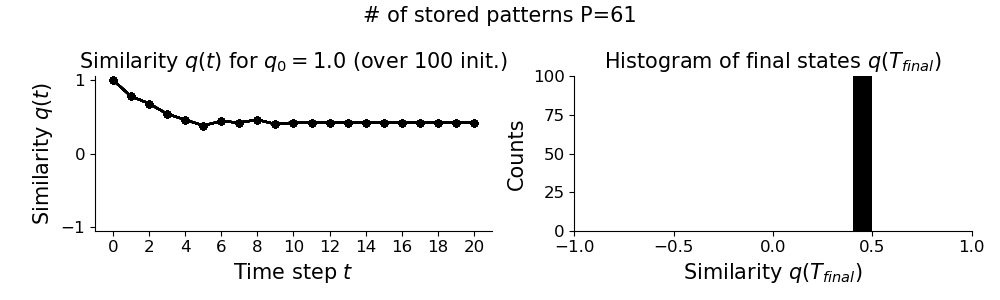 # of stored patterns P=61
Similarity q(t) for q₀ = 1.0 (over 100 init.)
1
0
−1
Similarity q(t)
0 2 4 6 8 10 12 14 16 18 20
Time step t
Histogram of final states q(T_final)
100
75
50
25
0
Counts
−1.0 −0.5 0.0 0.5 1.0
Similarity q(T_final)